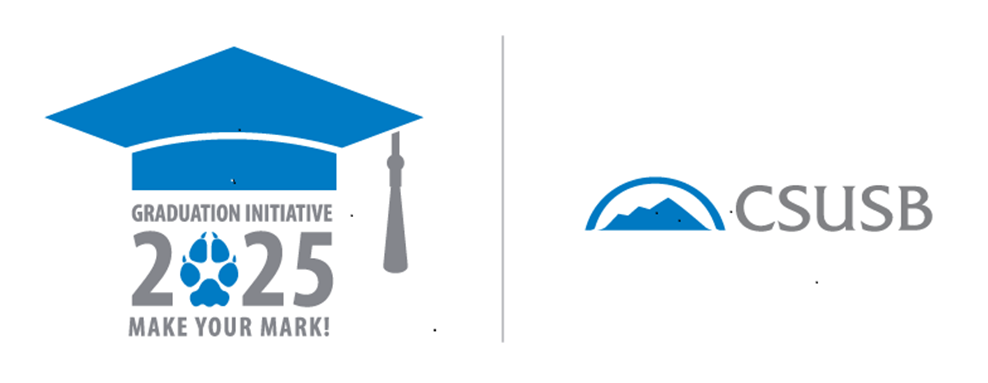 GRADUATION INITIATIVE
2025
MAKE YOUR MARK!
CSUSB